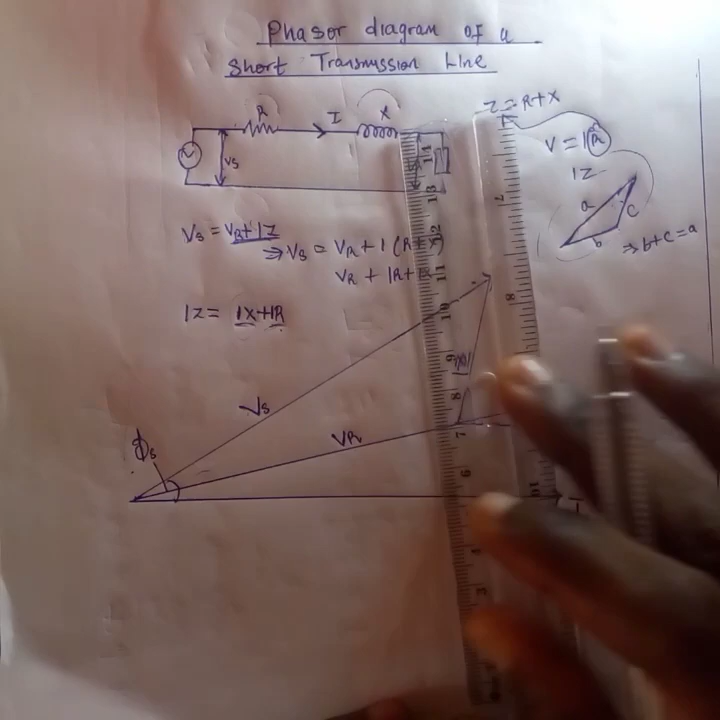 Phasor diagram of a
Short Transmission Line
R I X
Vs
Z = R+X
V = IR
IZ
a
b
c
⇒ b+c = a
Vs = VR+IZ
⇒ Vs = VR + I (R+
VR + IR+
IZ = IX+IR
Vs
VR
Φs